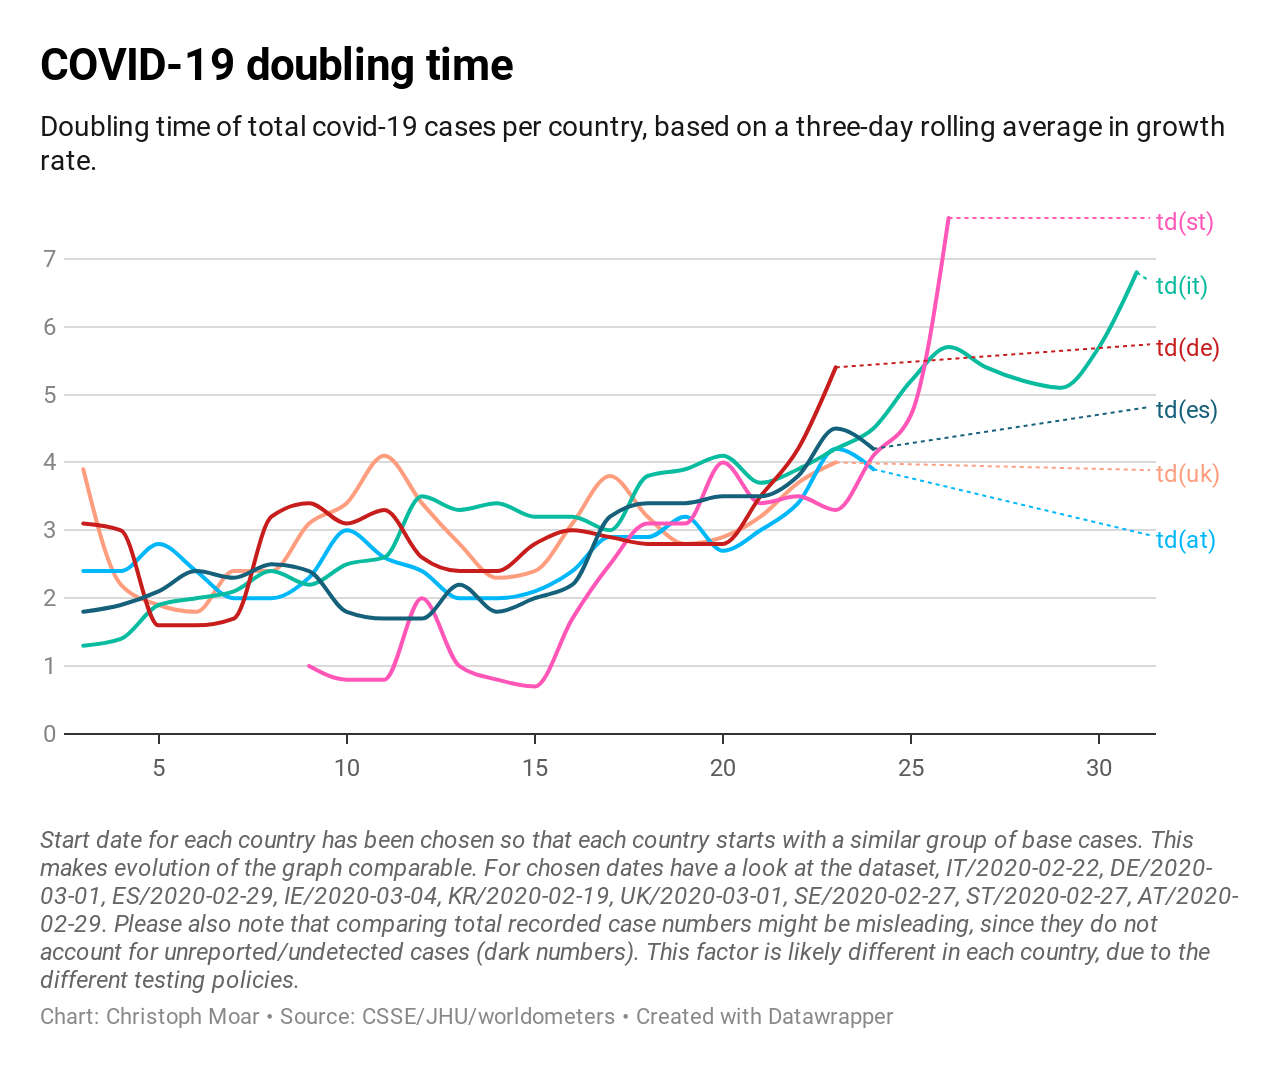 COVID-19 doubling time
Doubling time of total covid-19 cases per country, based on a three-day rolling average in growth
rate.
td(st)
7
td(it)
6
td(de)
5
td(es)
4
td(uk)
3
td(at)
2
1
0
5 10 15 20 25 30
Start date for each country has been chosen so that each country starts with a similar group of base cases. This
makes evolution of the graph comparable. For chosen dates have a look at the dataset, IT/2020-02-22, DE/2020-
03-01, ES/2020-02-29, IE/2020-03-04, KR/2020-02-19, UK/2020-03-01, SE/2020-02-27, ST/2020-02-27, AT/2020-
02-29. Please also note that comparing total recorded case numbers might be misleading, since they do not
account for unreported/undetected cases (dark numbers). This factor is likely different in each country, due to the
different testing policies.
Chart: Christoph Moar • Source: CSSE/JHU/worldometers • Created with Datawrapper